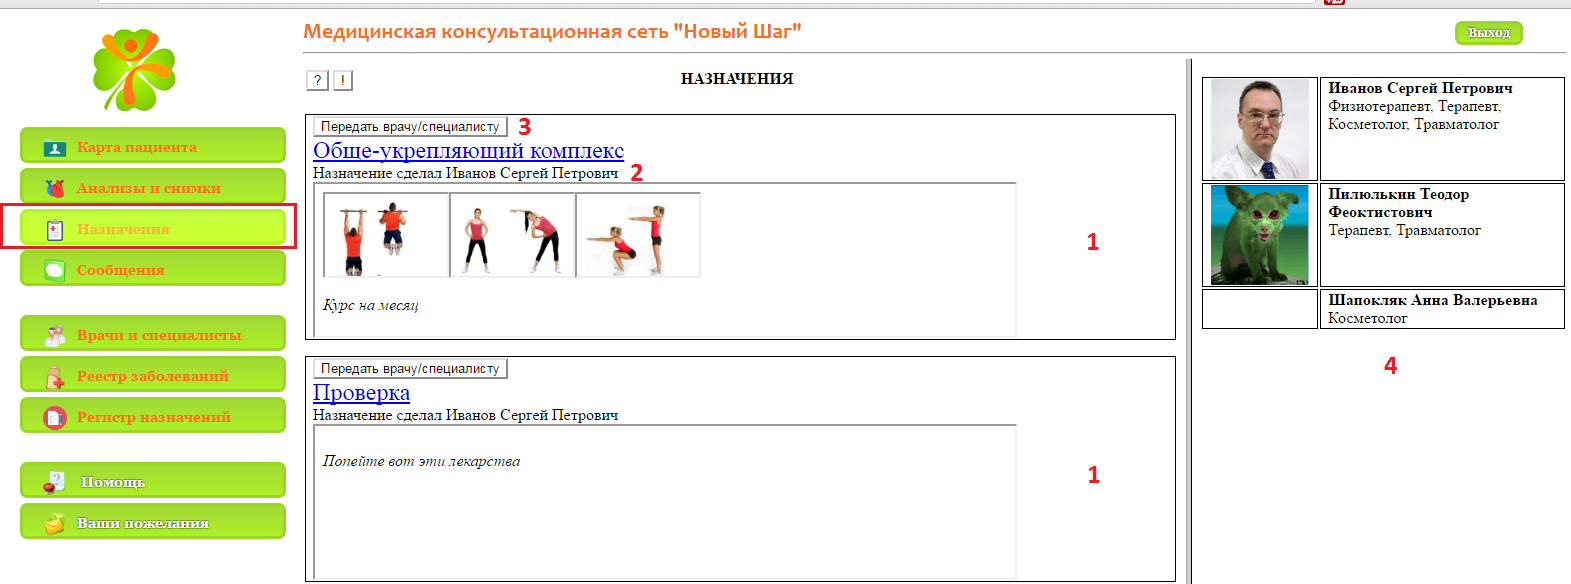 Медицинская консультационная сеть "Новый Шаг"
Выход
Карта пациента
Анализы и снимки
Назначения
Сообщения
Врачи и специалисты
Реестр заболеваний
Регистр назначений
Помощь
Ваши пожелания
? !
НАЗНАЧЕНИЯ
Передать врачу/специалисту 3
Обще-укрепляющий комплекс
Назначение сделал Иванов Сергей Петрович 2
1
Курс на месяц
Передать врачу/специалисту
Проверка
Назначение сделал Иванов Сергей Петрович
Попейте вот эти лекарства
1
Иванов Сергей Петрович
Физиотерапевт, Терапевт,
Косметолог, Травматолог
Пилюлькин Теодор
Феоктистович
Терапевт, Травматолог
Шапокляк Анна Валерьевна
Косметолог
4